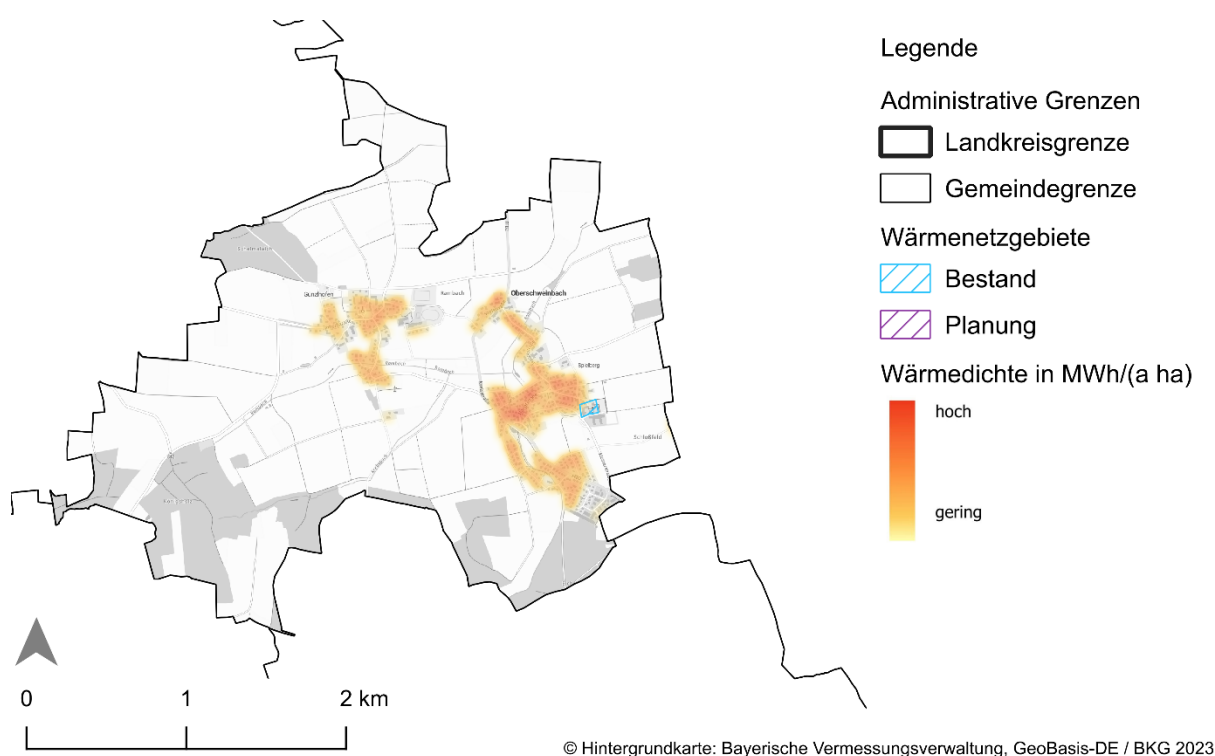 Legende
Administrative Grenzen
Landkreisgrenze
Gemeindegrenze
Wärmenetzgebiete
Bestand
Planung
Wärmedichte in MWh/(a ha)
hoch
gering
Günzlhofen
Oberschweinbach
Spielberg
0 1 2 km
© Hintergrundkarte: Bayerische Vermessungsverwaltung, GeoBasis-DE / BKG 2023